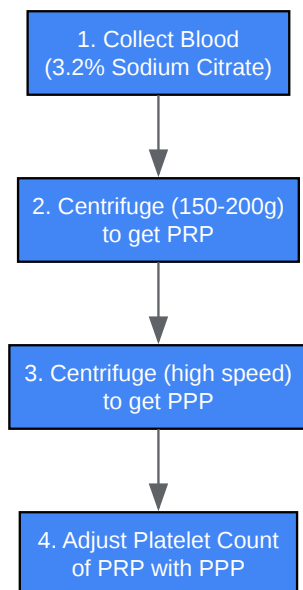 1. Collect Blood
(3.2% Sodium Citrate)
2. Centrifuge (150-200g)
to get PRP
3. Centrifuge (high speed)
to get PPP
4. Adjust Platelet Count
of PRP with PPP